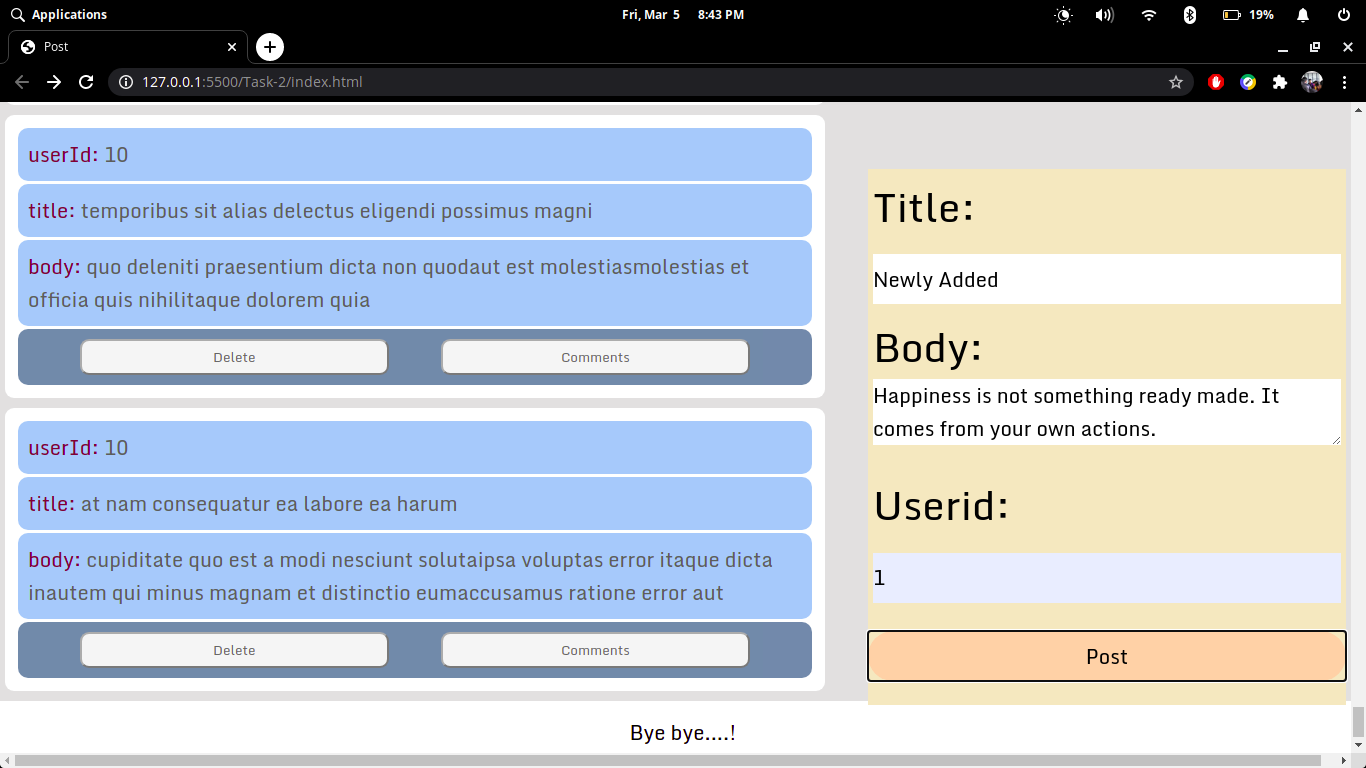 Applications
Fri, Mar 5 8:43 PM
19%
Post
127.0.0.1:5500/Task-2/index.html
userId: 10
title: temporibus sit alias delectus eligendi possimus magni
body: quo deleniti praesentium dicta non quodaut est molestiasmolestias et
officia quis nihilitaque dolorem quia
Delete Comments
userId: 10
title: at nam consequatur ea labore ea harum
body: cupiditate quo est a modi nesciunt solutaipsa voluptas error itaque dicta
inautem qui minus magnam et distinctio eumaccusamus ratione error aut
Delete Comments
Title:
Newly Added
Body:
Happiness is not something ready made. It
comes from your own actions.
Userid:
1
Post
Bye bye....!